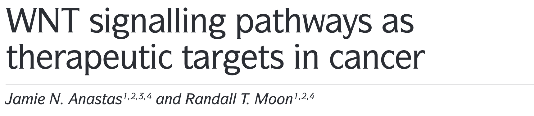 WNT signalling pathways as
therapeutic targets in cancer
Jamie N. Anastas1,2,3,4 and Randall T. Moon1,2,4